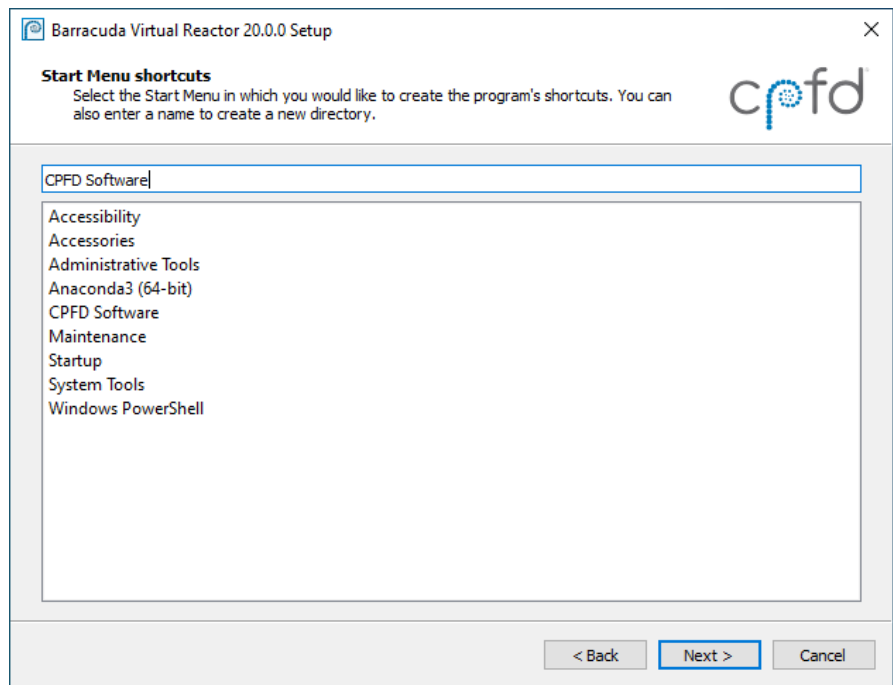 Barracuda Virtual Reactor 20.0.0 Setup
Start Menu shortcuts
Select the Start Menu in which you would like to create the program's shortcuts. You can
also enter a name to create a new directory.
cpfd
CPFD Software
Accessibility
Accessories
Administrative Tools
Anaconda3 (64-bit)
CPFD Software
Maintenance
Startup
System Tools
Windows PowerShell
< Back
Next >
Cancel